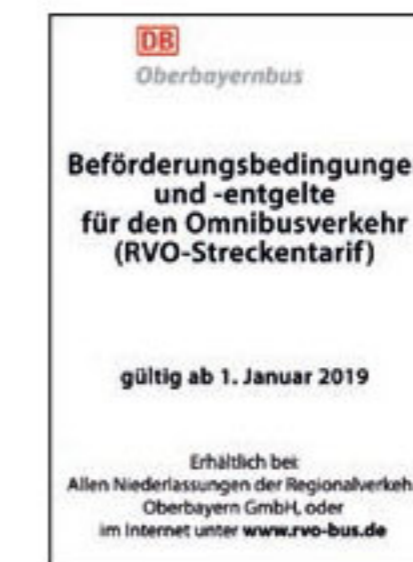 DB
Oberbayernbus
Beförderungsbedingunge
und -entgelte
für den Omnibusverkehr
(RVO-Streckentarif)
gültig ab 1. Januar 2019
Erhältlich bei:
Allen Niederlassungen der Regionalverkeh
Oberbayern GmbH, oder
im Internet unter www.rvo-bus.de